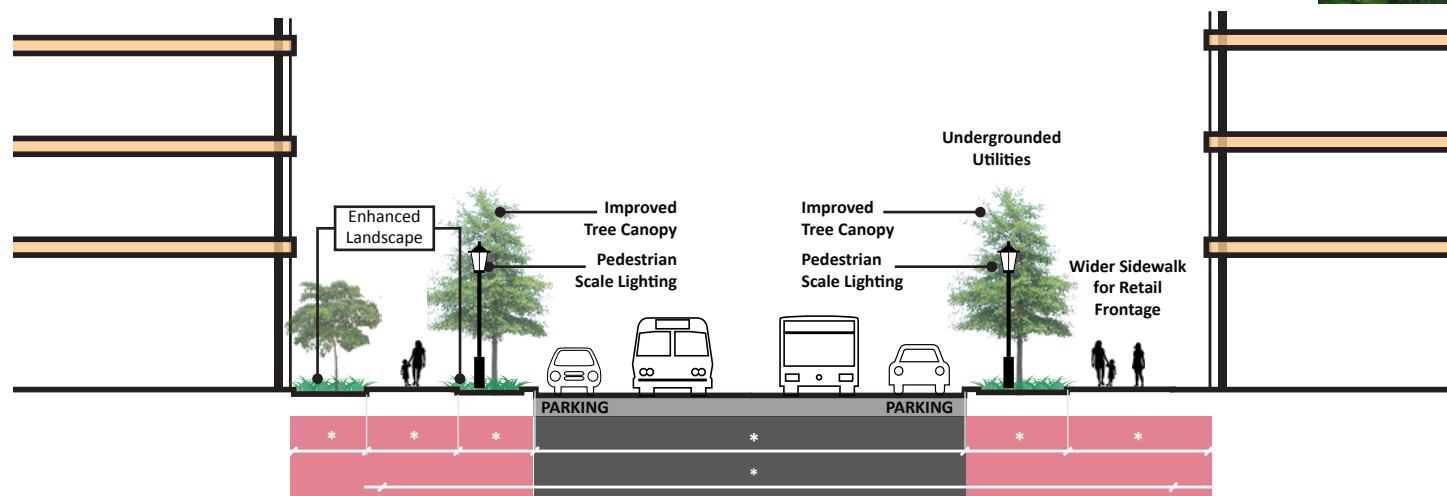 Undergrounded
Utilities
Enhanced
Landscape
Improved
Tree Canopy
Improved
Tree Canopy
Pedestrian
Scale Lighting
Pedestrian
Scale Lighting
Wider Sidewalk
for Retail
Frontage
PARKING
PARKING
* * * * * *
*